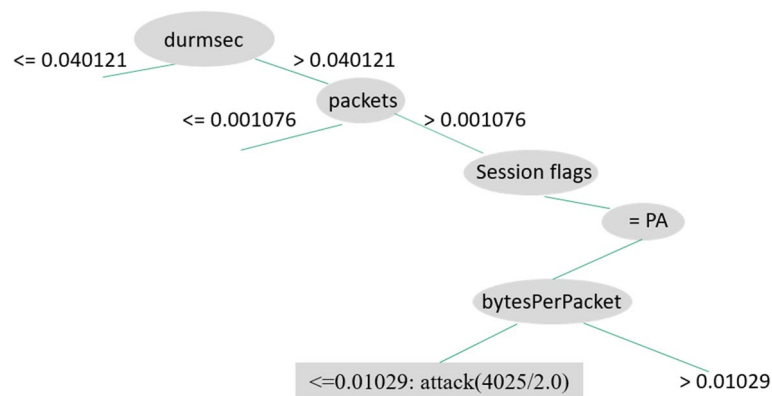 durmsec
<= 0.040121
> 0.040121
packets
<= 0.001076
> 0.001076
Session flags
= PA
bytesPerPacket
<=0.01029: attack(4025/2.0)
> 0.01029